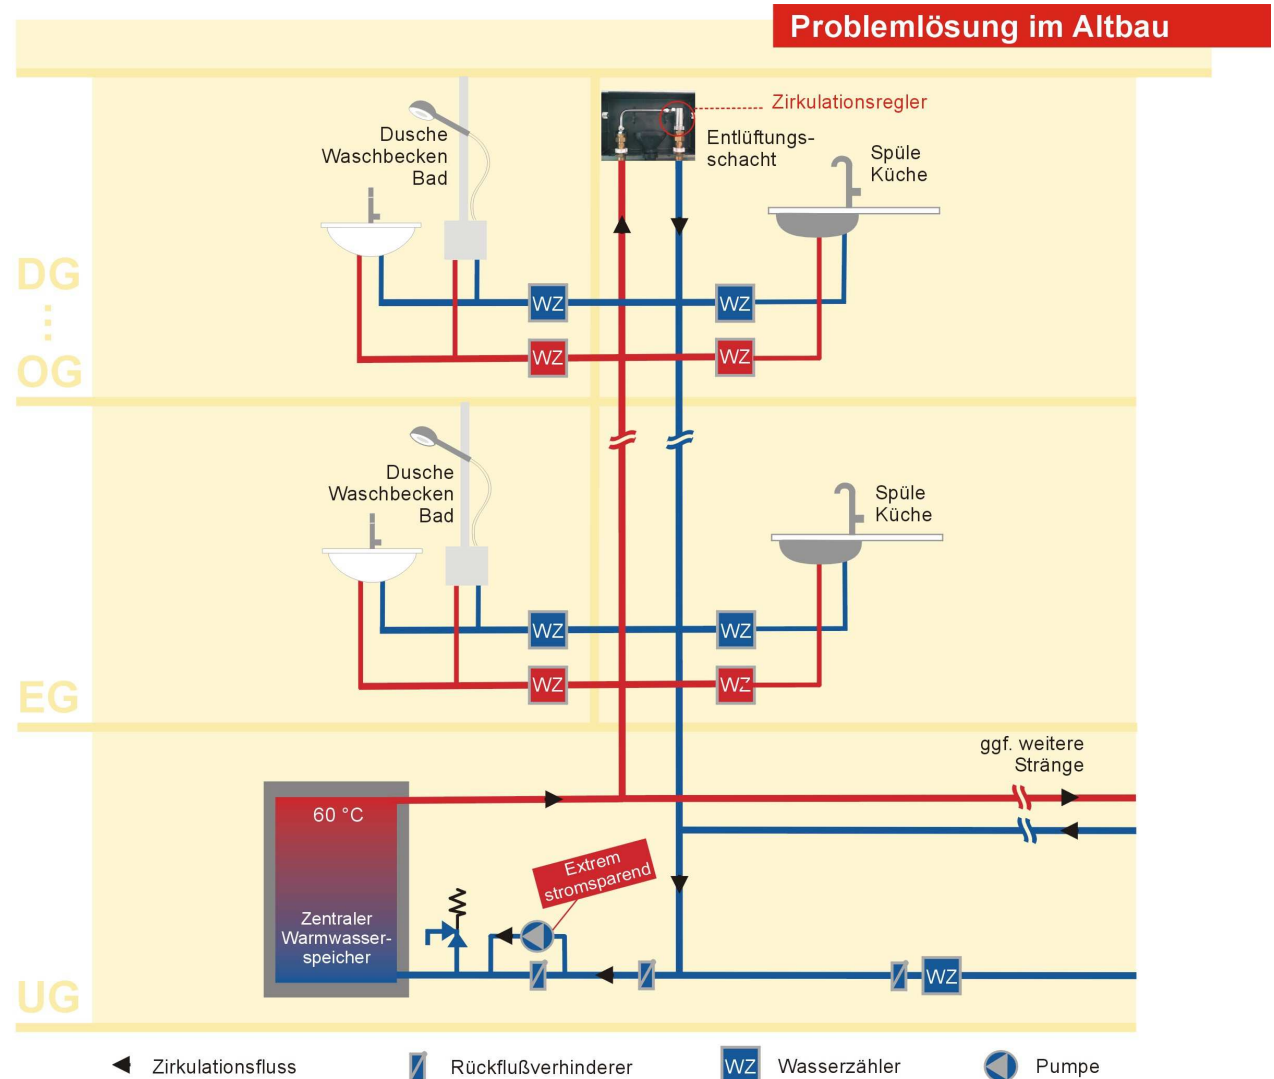 Problemlösung im Altbau
Zirkulationsregler
Dusche
Waschbecken
Bad
Entlüftungs-
schacht
Spüle
Küche
DG
WZ
WZ
WZ
WZ
OG
Dusche
Waschbecken
Bad
Spüle
Küche
WZ
WZ
WZ
WZ
EG
ggf. weitere
Stränge
60 °C
Extrem
stromsparend
Zentraler
Warmwasser-
speicher
WZ
UG
Zirkulationsfluss
Rückflußverhinderer
WZ
Wasserzähler
Pumpe